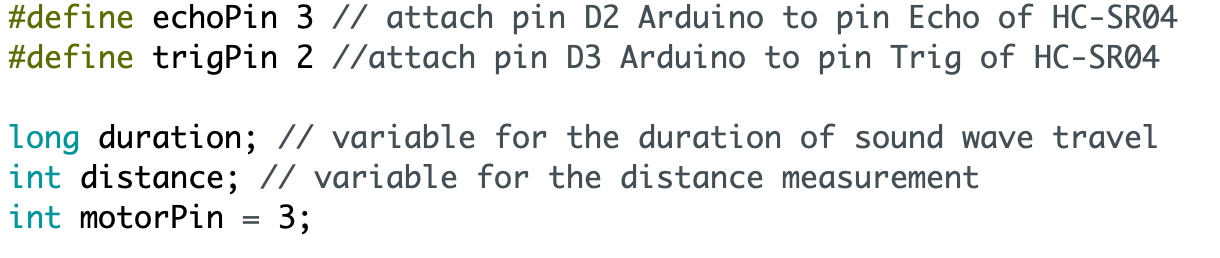 #define echoPin 3 // attach pin D2 Arduino to pin Echo of HC-SR04
#define trigPin 2 //attach pin D3 Arduino to pin Trig of HC-SR04
long duration; // variable for the duration of sound wave travel
int distance; // variable for the distance measurement
int motorPin = 3;